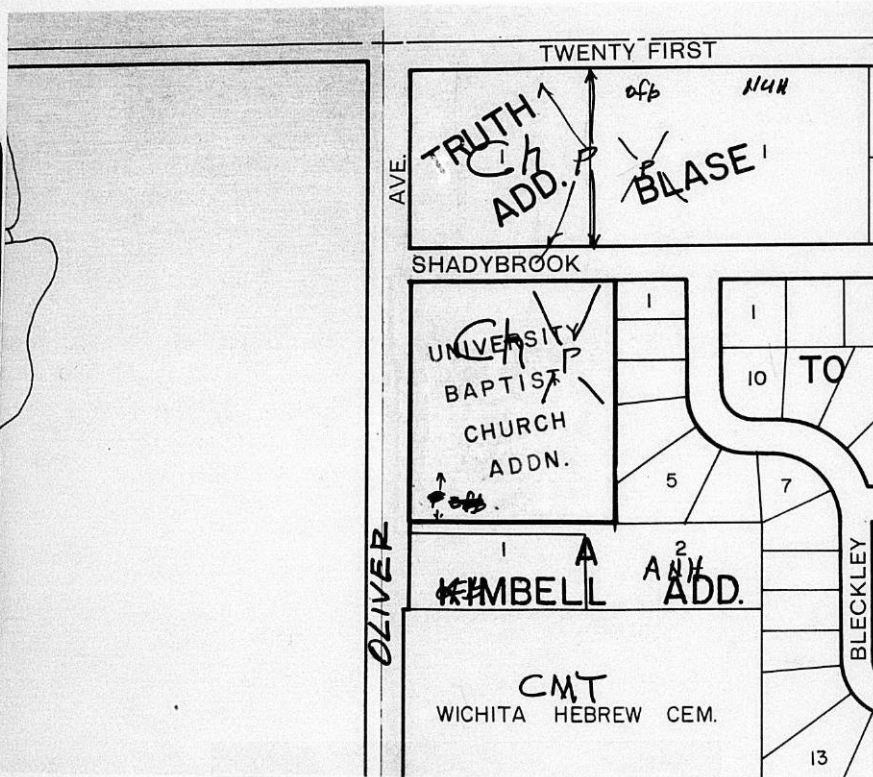 TWENTY FIRST
AVE.
TRUTH
1
Ch
P
ADD.
ofb
NUH
P
BLASE 1
SHADYBROOK
UNIVERSITY
Ch
P
BAPTIST
CHURCH
ADDN.
1
1
10
TO
5
7
OLIVER
1
A
2
ANH
KIMBELL ADD.
BLECKLEY
CMT
WICHITA HEBREW CEM.
13